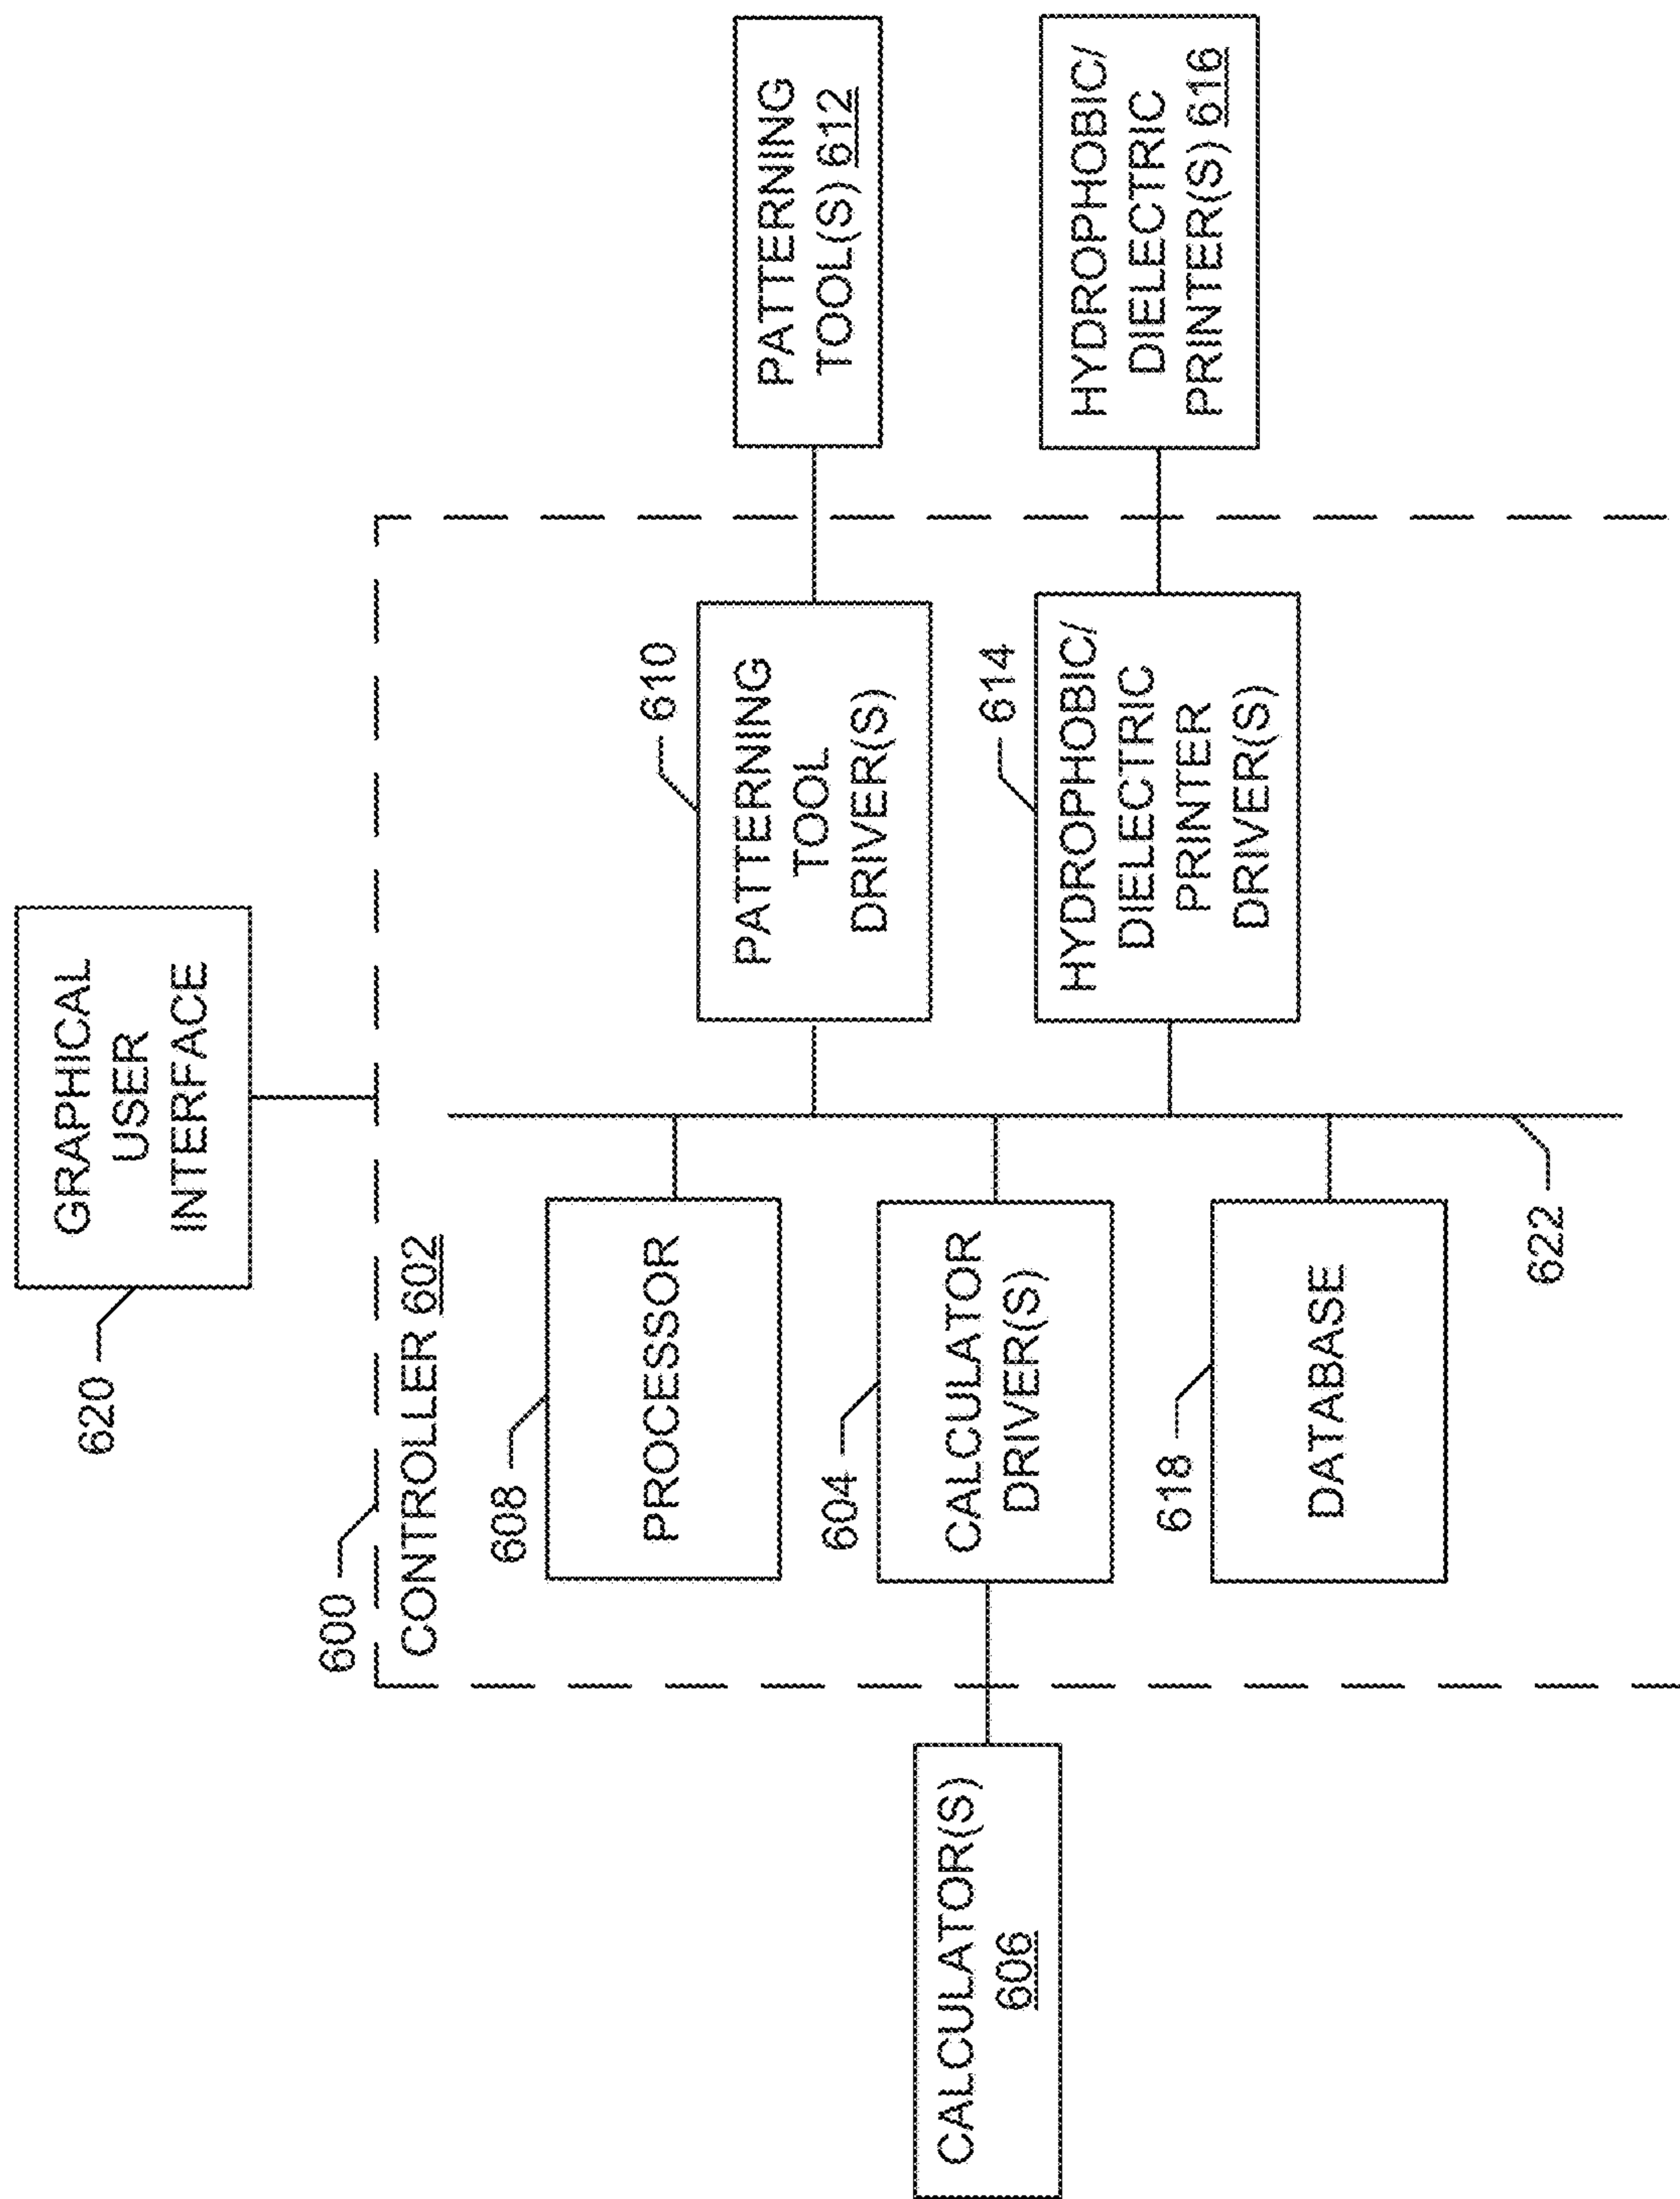 GRAPHICAL
USER
INTERFACE
620
600
CONTROLLER 602
608
PROCESSOR
610
PATTERNING
TOOL
DRIVER(S)
PATTERNING
TOOL(S) 612
CALCULATOR(S)
606
604
CALCULATOR
DRIVER(S)
614
HYDROPHOBIC/
DIELECTRIC
PRINTER
DRIVER(S)
HYDROPHOBIC/
DIELECTRIC
PRINTER(S) 616
618
DATABASE
622